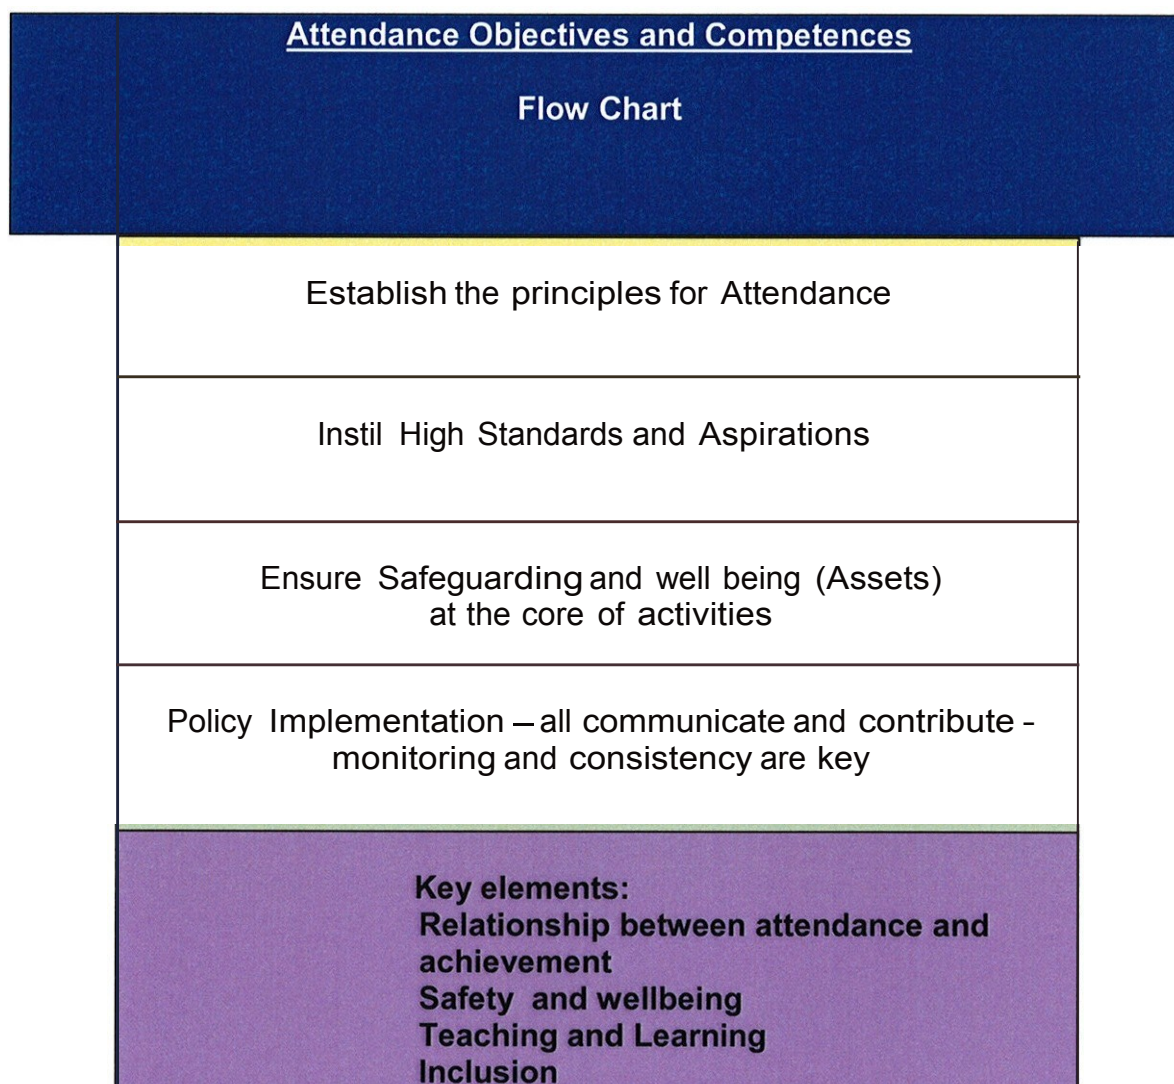 Attendance Objectives and Competences
Flow Chart
Establish the principles for Attendance
Instil High Standards and Aspirations
Ensure Safeguarding and well being (Assets)
at the core of activities
Policy Implementation – all communicate and contribute -
monitoring and consistency are key
Key elements:
Relationship between attendance and
achievement
Safety and wellbeing
Teaching and Learning
Inclusion